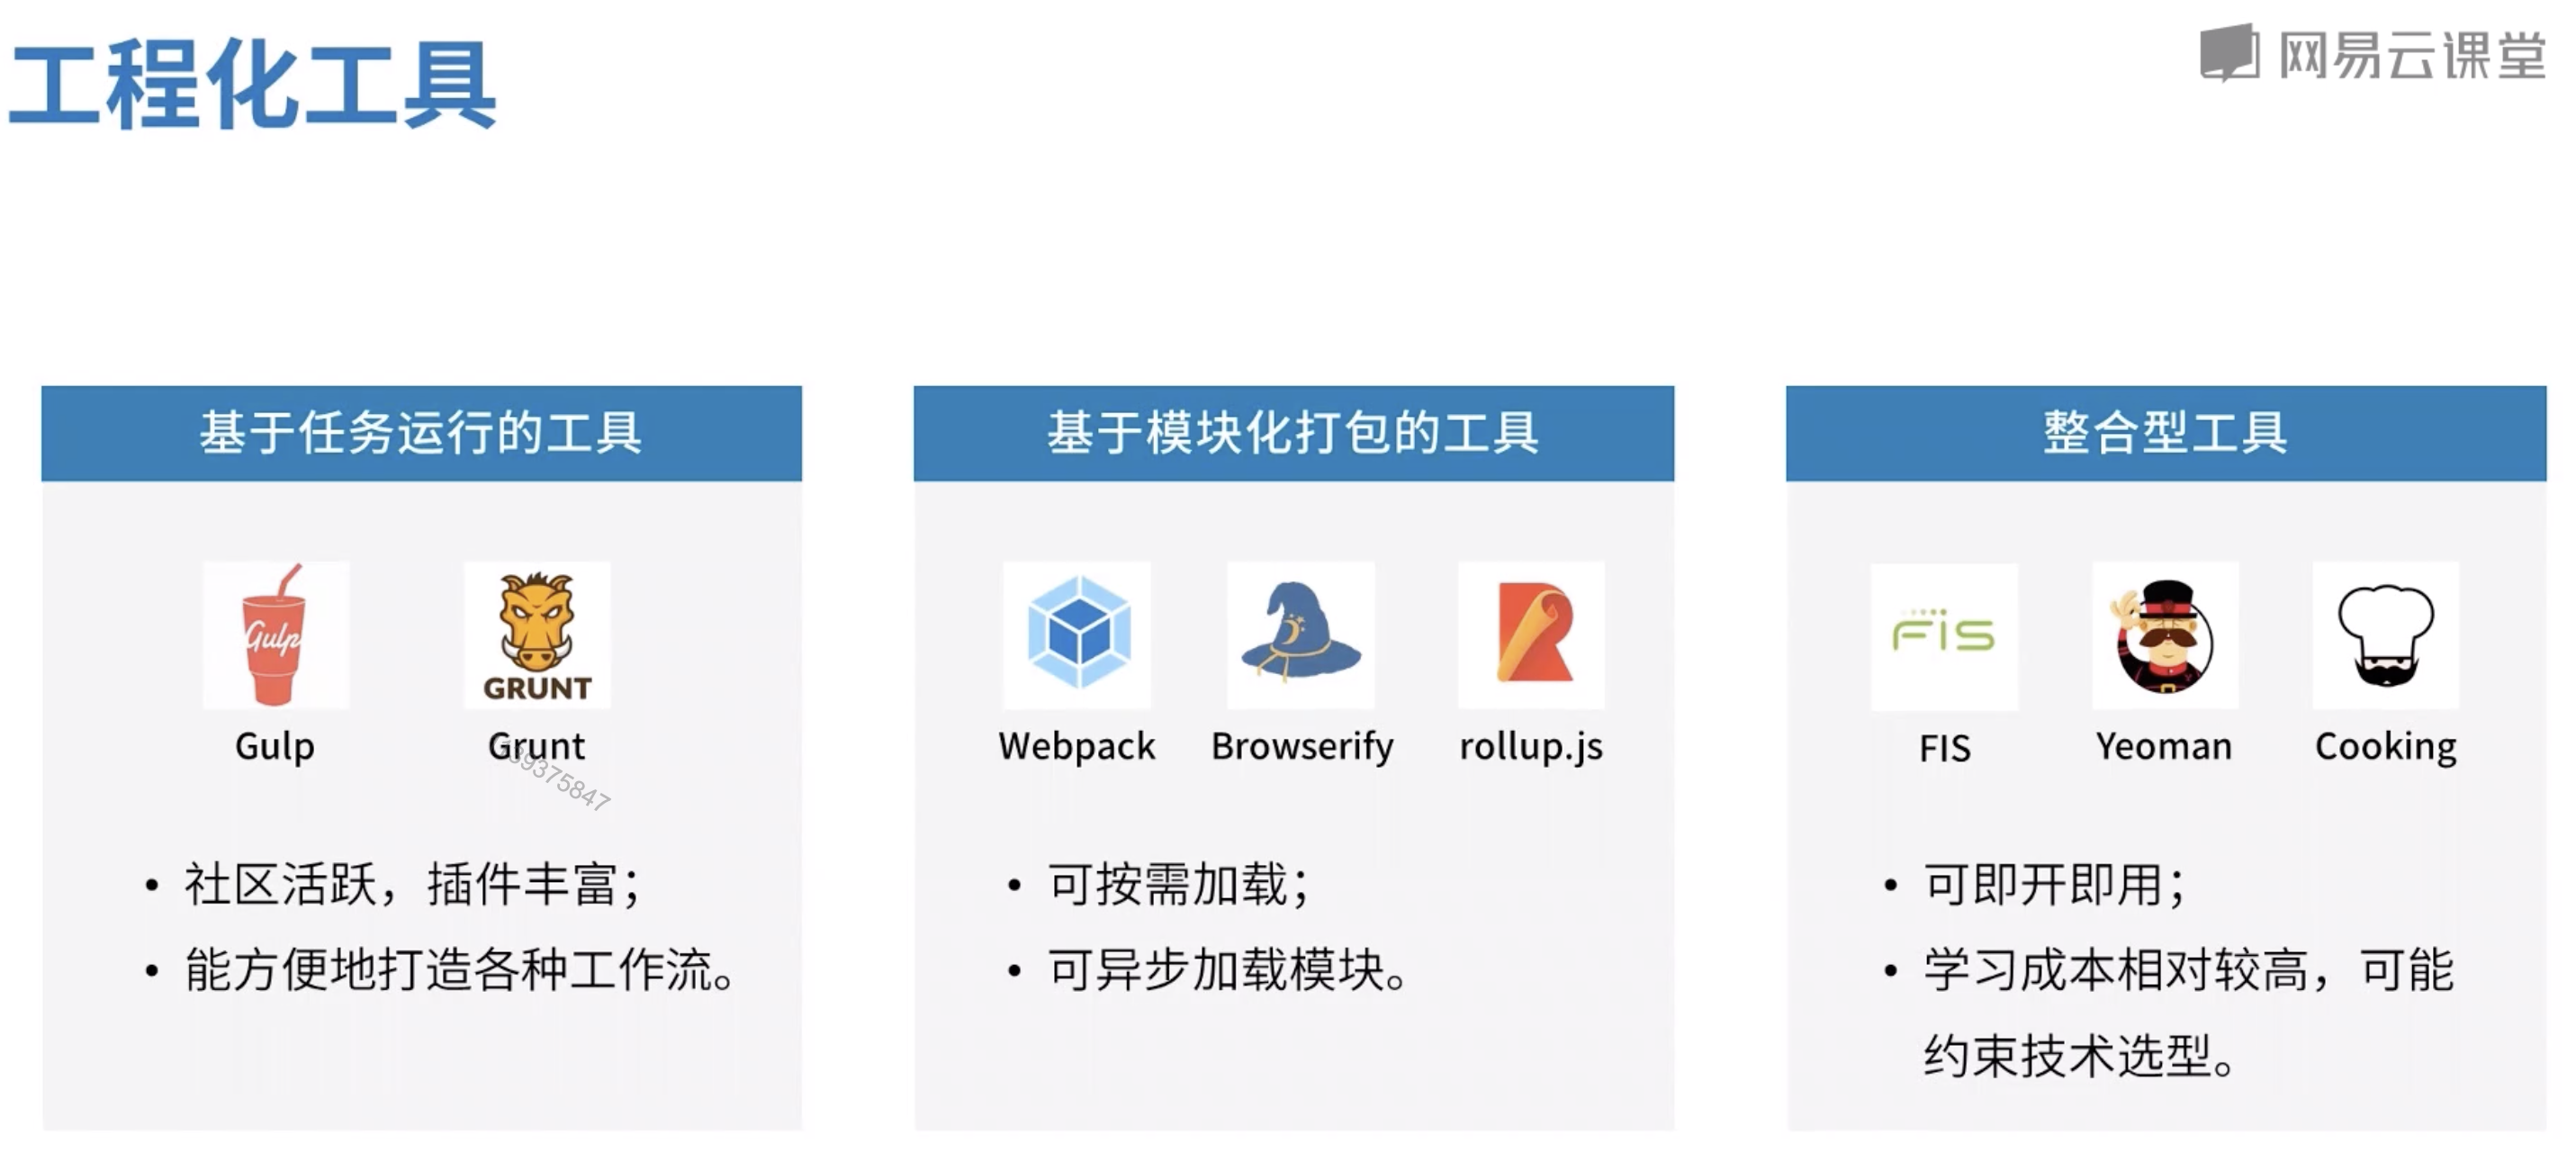 工程化工具
网易云课堂
基于任务运行的工具
Gulp
GRUNT
Gulp
Grunt
• 社区活跃，插件丰富；
• 能方便地打造各种工作流。
基于模块化打包的工具
Webpack
Browserify
rollup.js
• 可按需加载；
• 可异步加载模块。
整合型工具
FIS
FIS
Yeoman
Cooking
• 可即开即用；
• 学习成本相对较高，可能
约束技术选型。